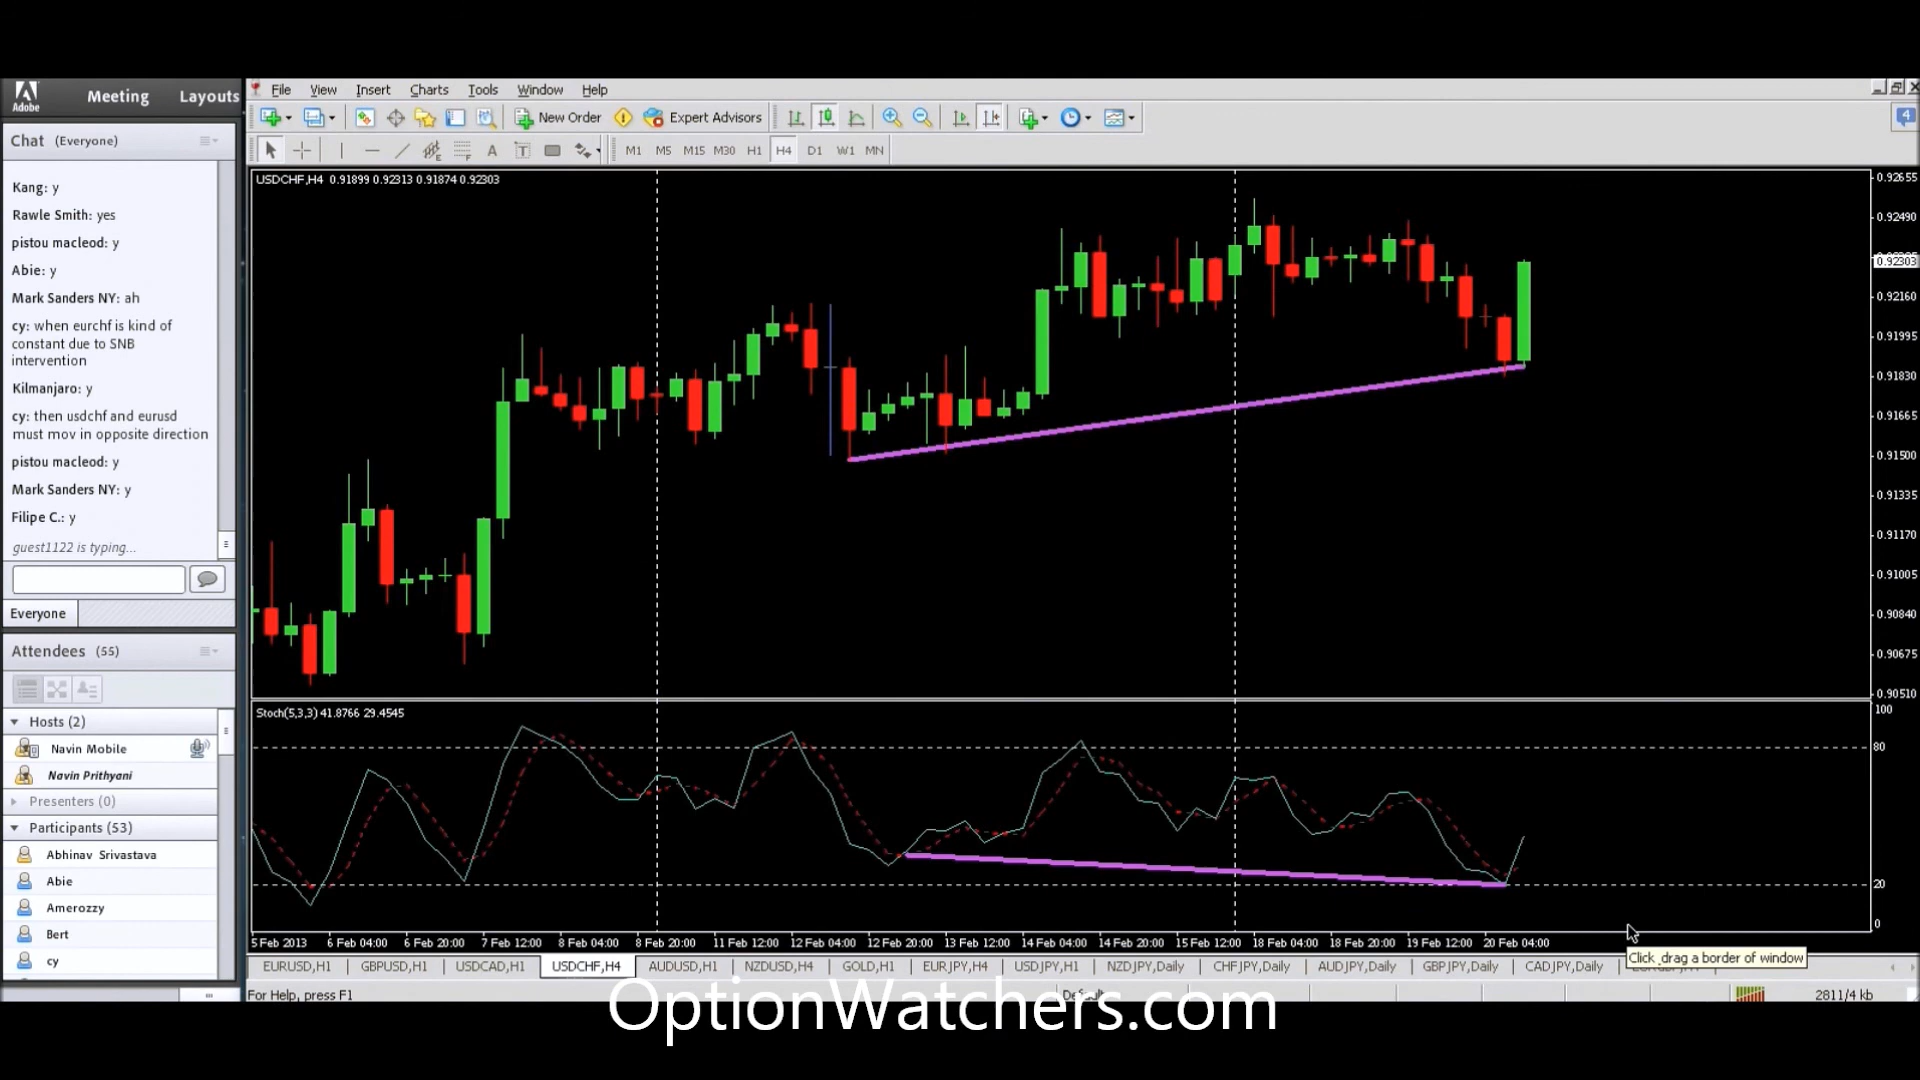 Adobe
Meeting Layouts
Chat (Everyone)
Kang: y
Rawle Smith: yes
pistou macleod: y
Abie: y
Mark Sanders NY: ah
cy: when eurchf is kind of
constant due to SNB
intervention
Kilmanjaro: y
cy: then usdchf and eurusd
must mov in opposite direction
pistou macleod: y
Mark Sanders NY: y
Filipe C.: y
guest1122 is typing...
Everyone
Attendees (55)
Hosts (2)
Navin Mobile
Navin Prithyani
Presenters (0)
Participants (53)
Abhinav Srivastava
Abie
Amerozzy
Bert
cy
File View Insert Charts Tools Window Help
New Order Expert Advisors
4
A T M1 M5 M15 M30 H1 H4 D1 W1 MN
USDCHF,H4 0.91899 0.92313 0.91874 0.92303
0.92655
0.92490
0.92303
0.92160
0.91995
0.91830
0.91665
0.91500
0.91335
0.91170
0.91005
0.90840
0.90675
0.90510
Stoch(5,3,3) 41.8766 29.4545
100
80
20
0
5 Feb 2013 6 Feb 04:00 6 Feb 20:00 7 Feb 12:00 8 Feb 04:00 8 Feb 20:00 11 Feb 12:00 12 Feb 04:00 12 Feb 20:00 13 Feb 12:00 14 Feb 04:00 14 Feb 20:00 15 Feb 12:00 18 Feb 04:00 18 Feb 20:00 19 Feb 12:00 20 Feb 04:00
Click_drag a border of window
EURUSD,H1 GBPUSD,H1 USDCAD,H1 USDCHF,H4 AUDUSD,H1 NZDUSD,H4 GOLD,H1 EURJPY,H4 USDJPY,H1 NZDJPY,Daily CHFJPY,Daily AUDJPY,Daily GBPJPY,Daily CADJPY,Daily
For Help, press F1 Default 2811/4 kb
OptionWatchers.com